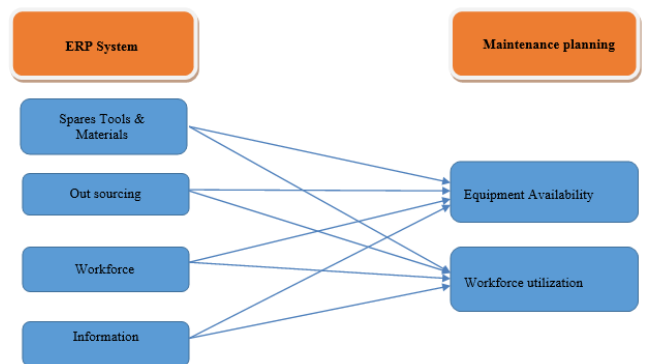 ERP System
Maintenance planning
Spares Tools &
Materials
Out sourcing
Workforce
Information
Equipment Availability
Workforce utilization